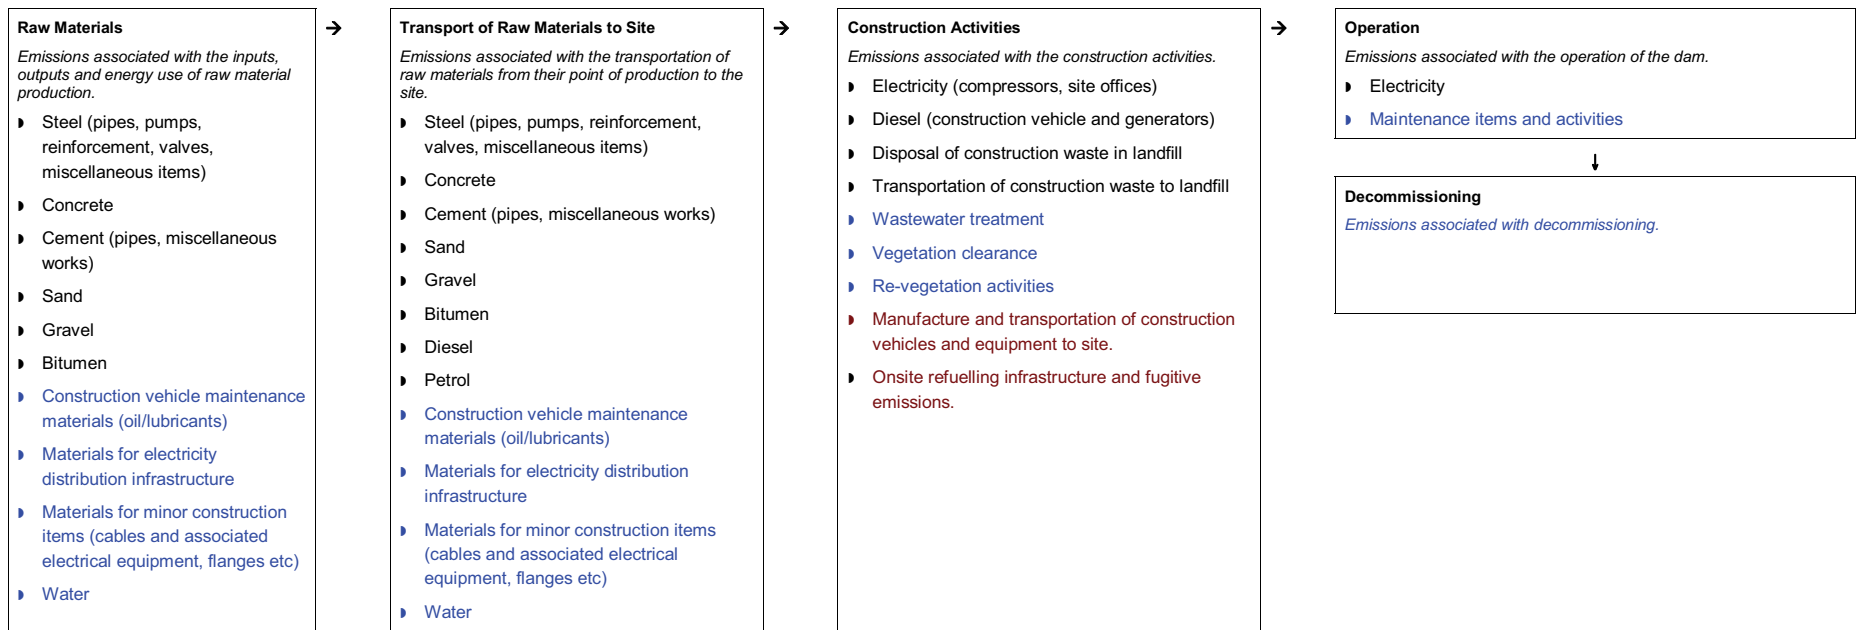 Raw Materials
Emissions associated with the inputs,
outputs and energy use of raw material
production.
Steel (pipes, pumps,
reinforcement, valves,
miscellaneous items)
Concrete
Cement (pipes, miscellaneous
works)
Sand
Gravel
Bitumen
Construction vehicle maintenance
materials (oil/lubricants)
Materials for electricity
distribution infrastructure
Materials for minor construction
items (cables and associated
electrical equipment, flanges etc)
Water
Transport of Raw Materials to Site
Emissions associated with the transportation of
raw materials from their point of production to the
site.
Steel (pipes, pumps, reinforcement,
valves, miscellaneous items)
Concrete
Cement (pipes, miscellaneous works)
Sand
Gravel
Bitumen
Diesel
Petrol
Construction vehicle maintenance
materials (oil/lubricants)
Materials for electricity distribution
infrastructure
Materials for minor construction items
(cables and associated electrical
equipment, flanges etc)
Water
Construction Activities
Emissions associated with the construction activities.
Electricity (compressors, site offices)
Diesel (construction vehicle and generators)
Disposal of construction waste in landfill
Transportation of construction waste to landfill
Wastewater treatment
Vegetation clearance
Re-vegetation activities
Manufacture and transportation of construction
vehicles and equipment to site.
Onsite refuelling infrastructure and fugitive
emissions.
Operation
Emissions associated with the operation of the dam.
Electricity
Maintenance items and activities
Decommissioning
Emissions associated with decommissioning.